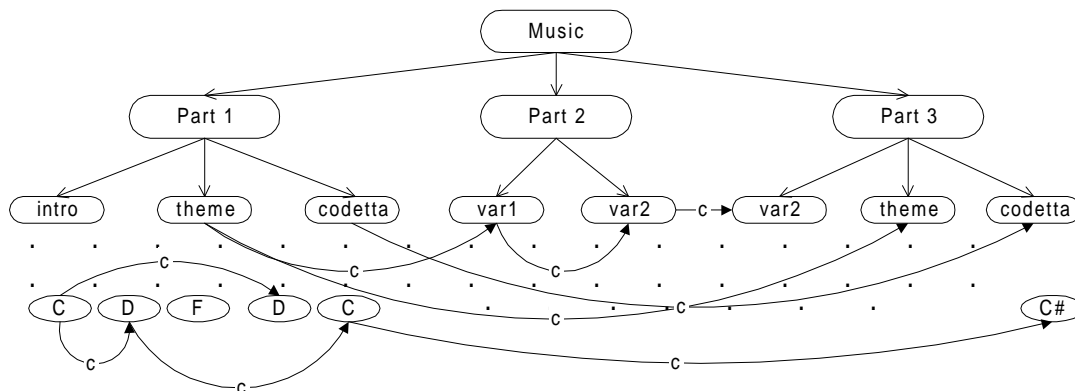 Music
Part 1 Part 2 Part 3
intro theme codetta var1 var2 c var2 theme codetta
c c c
C D F D C c c C#
c c c